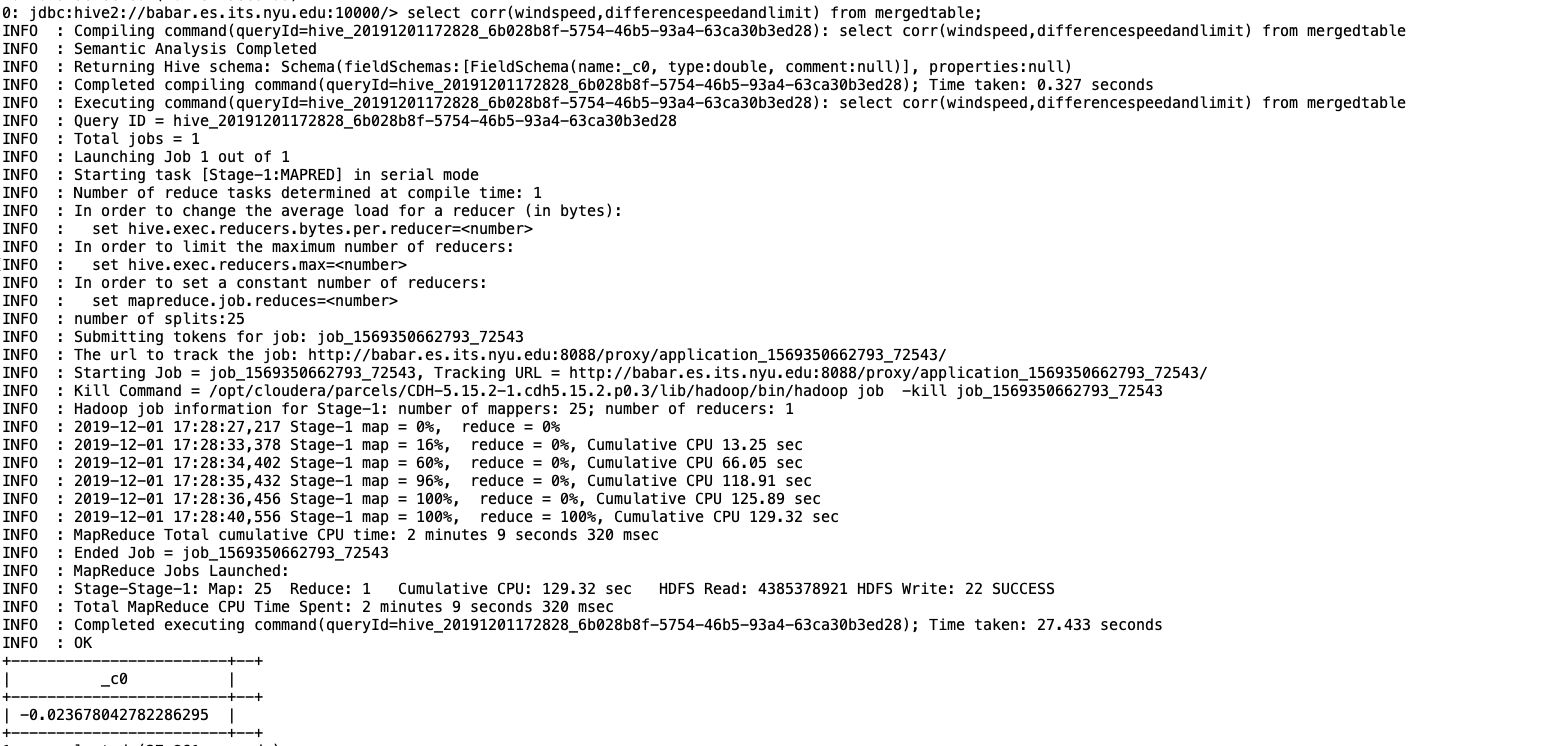 0: jdbc:hive2://babar.es.its.nyu.edu:10000/> select corr(windspeed,differencespeedandlimit) from mergedtable;
INFO  : Compiling command(queryId=hive_20191201172828_6b028b8f-5754-46b5-93a4-63ca30b3ed28): select corr(windspeed,differencespeedandlimit) from mergedtable
INFO  : Semantic Analysis Completed
INFO  : Returning Hive schema: Schema(fieldSchemas:[FieldSchema(name:_c0, type:double, comment:null)], properties:null)
INFO  : Completed compiling command(queryId=hive_20191201172828_6b028b8f-5754-46b5-93a4-63ca30b3ed28); Time taken: 0.327 seconds
INFO  : Executing command(queryId=hive_20191201172828_6b028b8f-5754-46b5-93a4-63ca30b3ed28): select corr(windspeed,differencespeedandlimit) from mergedtable
INFO  : Query ID = hive_20191201172828_6b028b8f-5754-46b5-93a4-63ca30b3ed28
INFO  : Total jobs = 1
INFO  : Launching Job 1 out of 1
INFO  : Starting task [Stage-1:MAPRED] in serial mode
INFO  : Number of reduce tasks determined at compile time: 1
INFO  : In order to change the average load for a reducer (in bytes):
INFO  :   set hive.exec.reducers.bytes.per.reducer=<number>
INFO  : In order to limit the maximum number of reducers:
INFO  :   set hive.exec.reducers.max=<number>
INFO  : In order to set a constant number of reducers:
INFO  :   set mapreduce.job.reduces=<number>
INFO  : number of splits:25
INFO  : Submitting tokens for job: job_1569350662793_72543
INFO  : The url to track the job: http://babar.es.its.nyu.edu:8088/proxy/application_1569350662793_72543/
INFO  : Starting Job = job_1569350662793_72543, Tracking URL = http://babar.es.its.nyu.edu:8088/proxy/application_1569350662793_72543/
INFO  : Kill Command = /opt/cloudera/parcels/CDH-5.15.2-1.cdh5.15.2.p0.3/lib/hadoop/bin/hadoop job  -kill job_1569350662793_72543
INFO  : Hadoop job information for Stage-1: number of mappers: 25; number of reducers: 1
INFO  : 2019-12-01 17:28:27,217 Stage-1 map = 0%,  reduce = 0%
INFO  : 2019-12-01 17:28:33,378 Stage-1 map = 16%,  reduce = 0%, Cumulative CPU 13.25 sec
INFO  : 2019-12-01 17:28:34,402 Stage-1 map = 60%,  reduce = 0%, Cumulative CPU 66.05 sec
INFO  : 2019-12-01 17:28:35,432 Stage-1 map = 96%,  reduce = 0%, Cumulative CPU 118.91 sec
INFO  : 2019-12-01 17:28:36,456 Stage-1 map = 100%,  reduce = 0%, Cumulative CPU 125.89 sec
INFO  : 2019-12-01 17:28:40,556 Stage-1 map = 100%,  reduce = 100%, Cumulative CPU 129.32 sec
INFO  : MapReduce Total cumulative CPU time: 2 minutes 9 seconds 320 msec
INFO  : Ended Job = job_1569350662793_72543
INFO  : MapReduce Jobs Launched:
INFO  : Stage-Stage-1: Map: 25  Reduce: 1   Cumulative CPU: 129.32 sec   HDFS Read: 4385378921 HDFS Write: 22 SUCCESS
INFO  : Total MapReduce CPU Time Spent: 2 minutes 9 seconds 320 msec
INFO  : Completed executing command(queryId=hive_20191201172828_6b028b8f-5754-46b5-93a4-63ca30b3ed28); Time taken: 27.433 seconds
INFO  : OK
+------------------------+--+
|          _c0           |
+------------------------+--+
| -0.023678042782286295  |
+------------------------+--+